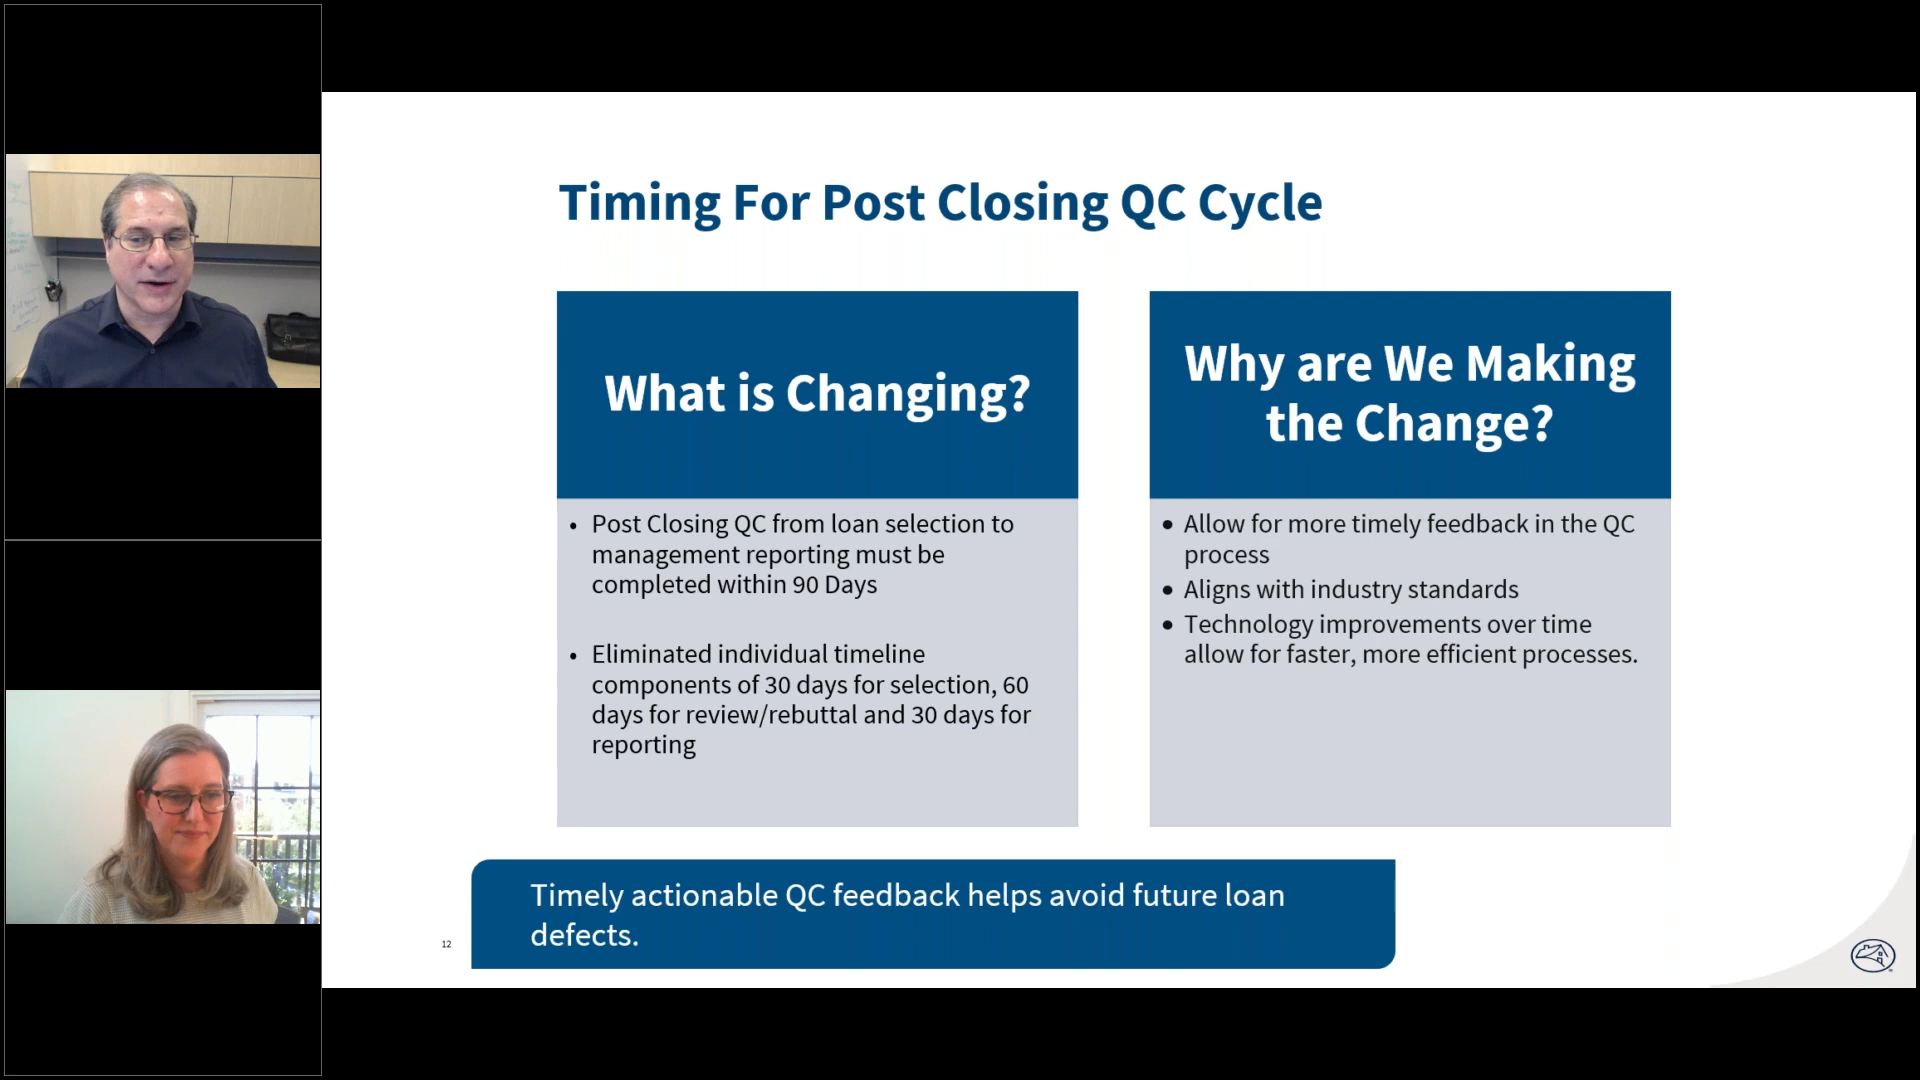 Timing For Post Closing QC Cycle
What is Changing?
• Post Closing QC from loan selection to
management reporting must be
completed within 90 Days
• Eliminated individual timeline
components of 30 days for selection, 60
days for review/rebuttal and 30 days for
reporting
Why are We Making
the Change?
• Allow for more timely feedback in the QC
process
• Aligns with industry standards
• Technology improvements over time
allow for faster, more efficient processes.
Timely actionable QC feedback helps avoid future loan
defects.
12